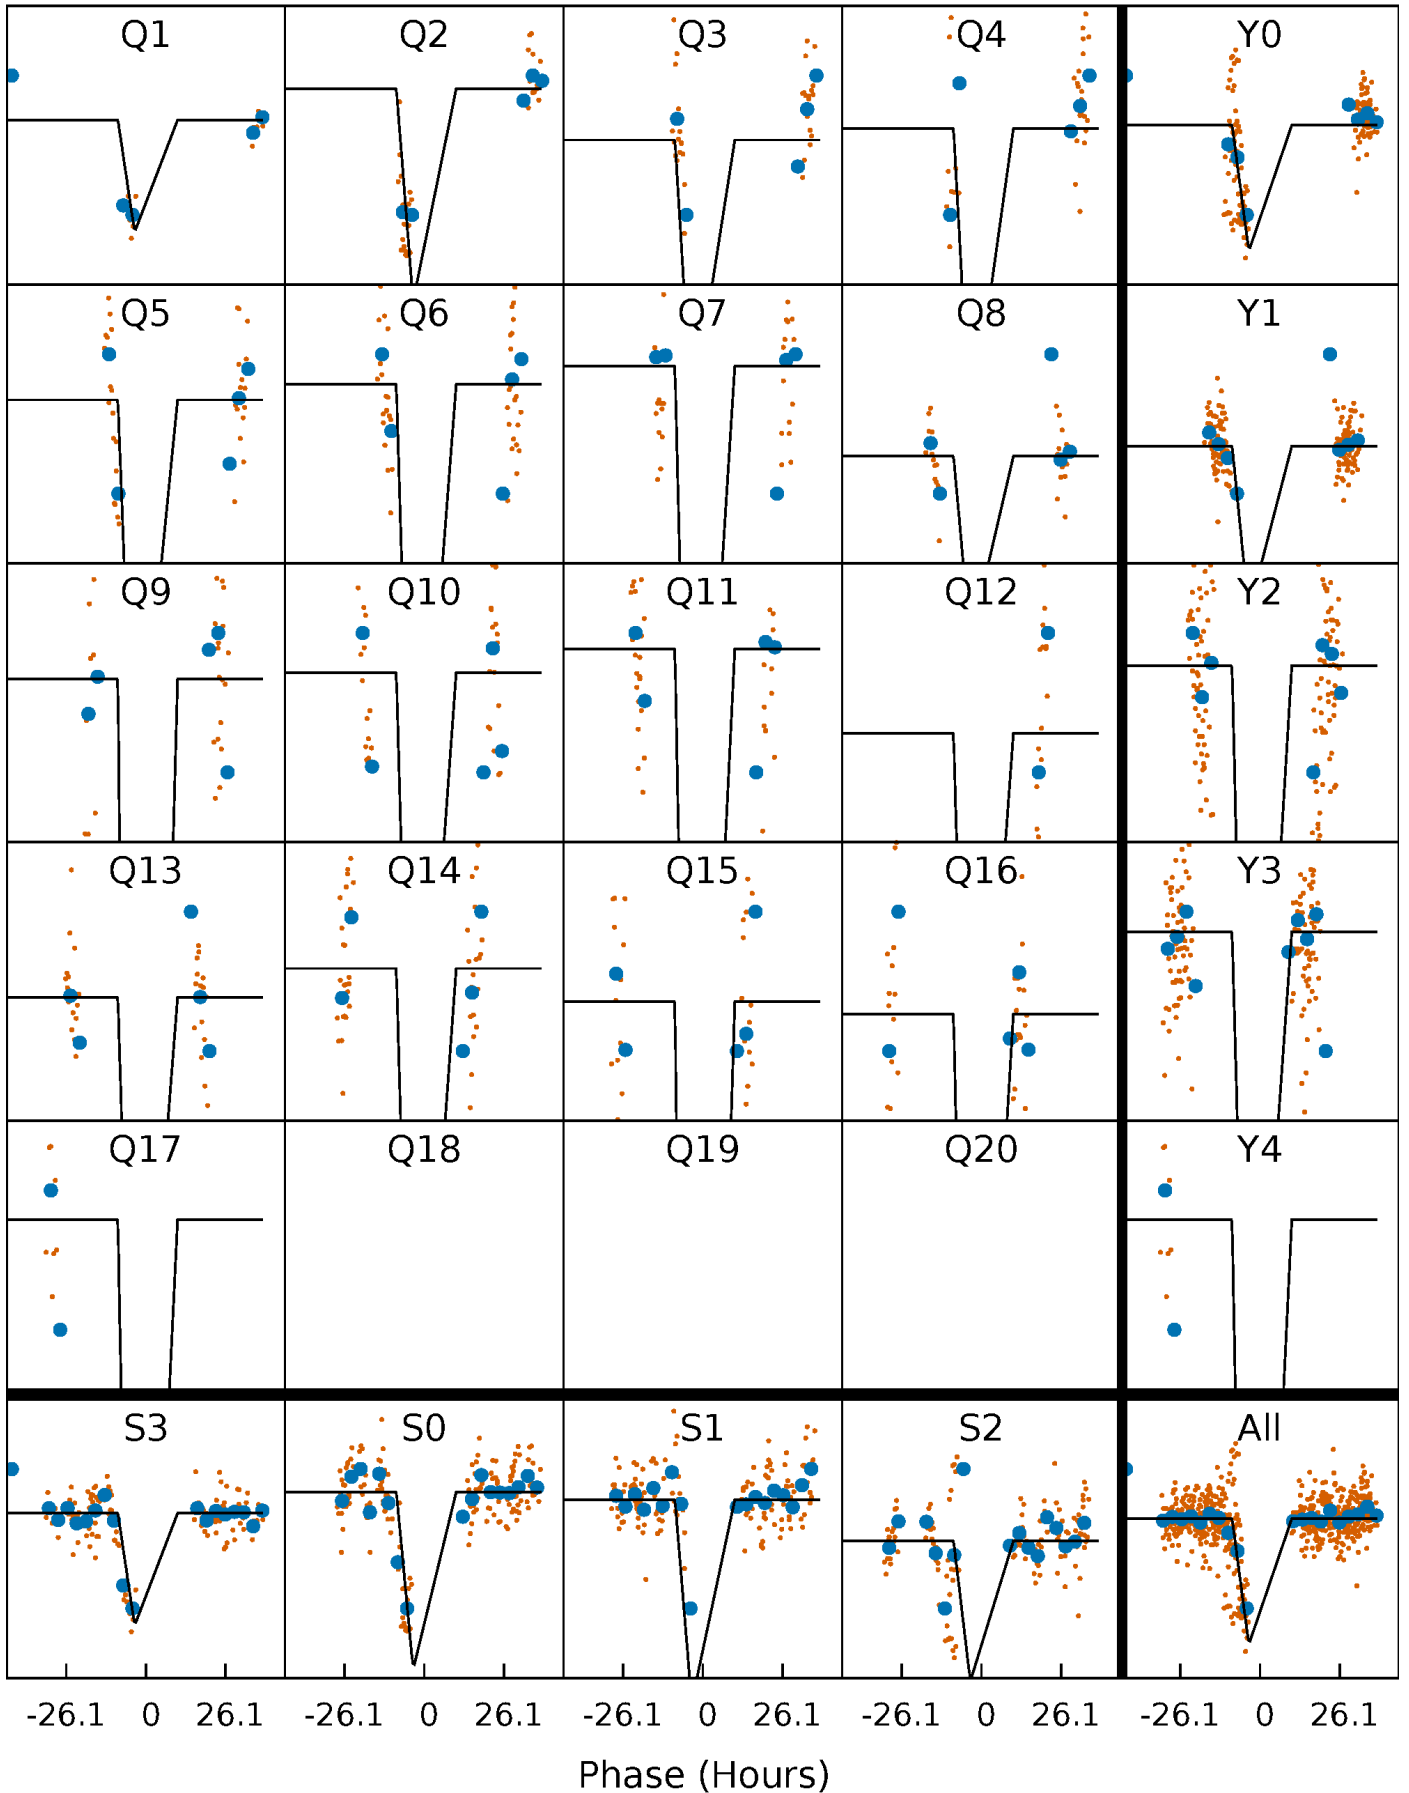 Q1 Q2 Q3 Q4 Y0
Q5 Q6 Q7 Q8 Y1
Q9 Q10 Q11 Q12 Y2
Q13 Q14 Q15 Q16 Y3
Q17 Q18 Q19 Q20 Y4
S3 S0 S1 S2 All
-26.1 0 26.1 -26.1 0 26.1 -26.1 0 26.1 -26.1 0 26.1 -26.1 0 26.1
Phase (Hours)